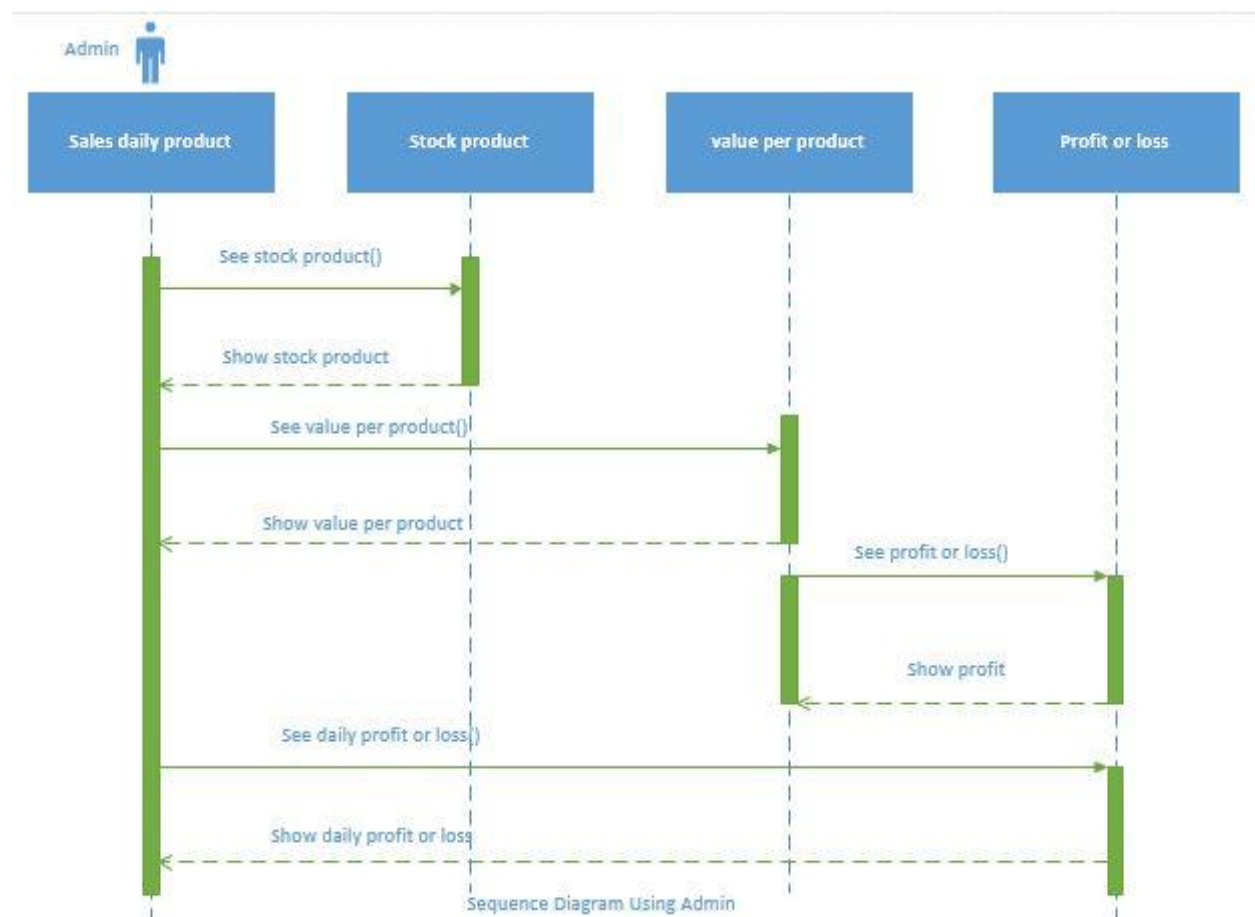 Admin
Sales daily product
Stock product
value per product
Profit or loss
See stock product()
Show stock product
See value per product()
Show value per product
See profit or loss()
Show profit
See daily profit or loss()
Show daily profit or loss
Sequence Diagram Using Admin